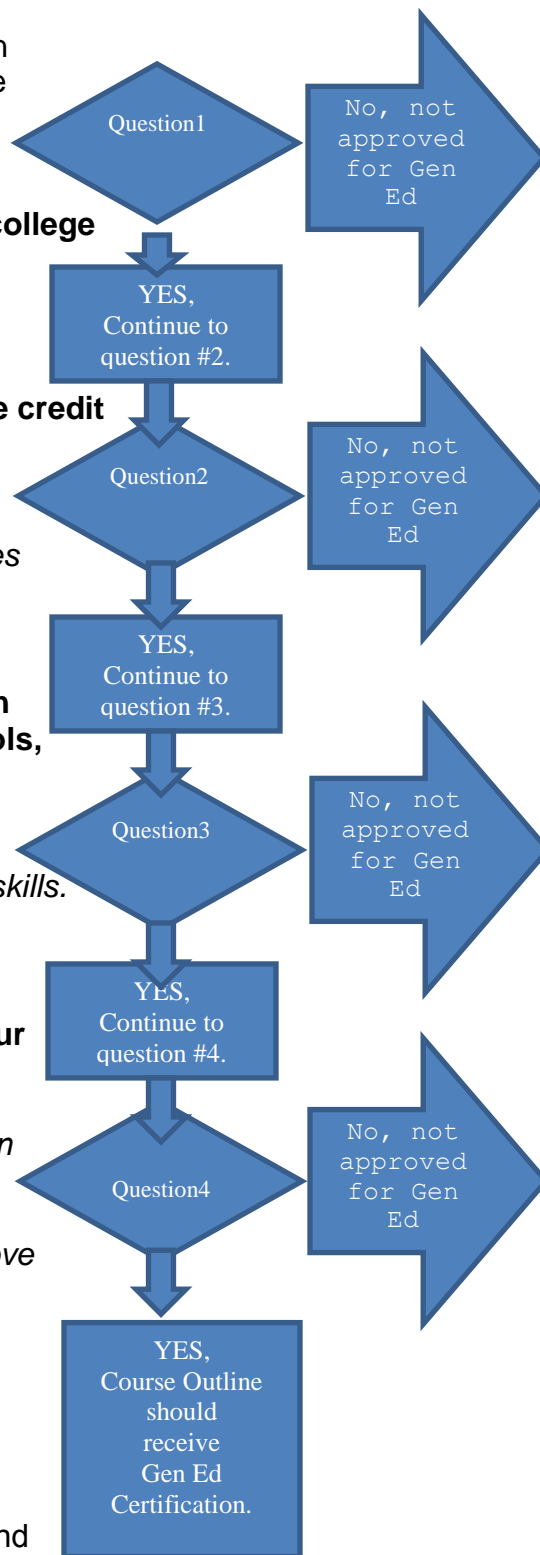 n
e
Question1
No, not
approved
for Gen
Ed
college
YES,
Continue to
question #2.
e credit
Question2
No, not
approved
for Gen
Ed
es
YES,
Continue to
question #3.
n
ols,
Question3
No, not
approved
for Gen
Ed
skills.
YES,
Continue to
question #4.
ur
n
Question4
No, not
approved
for Gen
Ed
ove
YES,
Course Outline
should
receive
Gen Ed
Certification.
nd